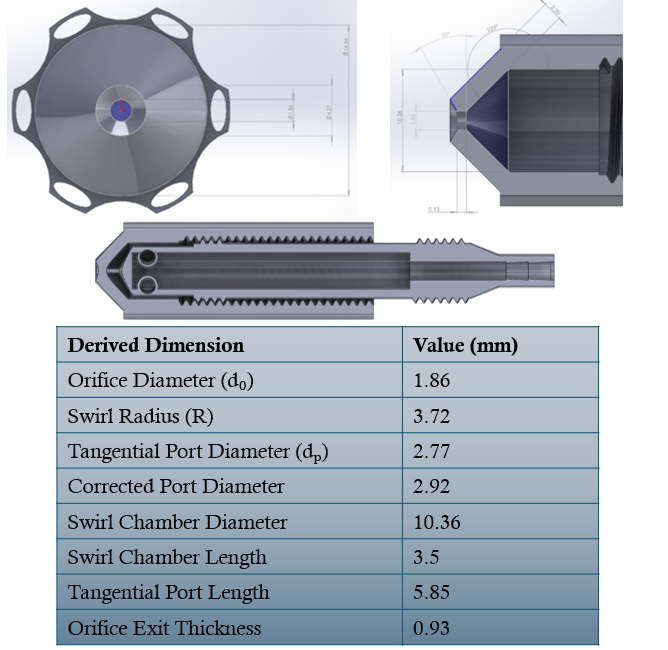 Derived Dimension Value (mm)
Orifice Diameter (d₀) 1.86
Swirl Radius (R) 3.72
Tangential Port Diameter (dₚ) 2.77
Corrected Port Diameter 2.92
Swirl Chamber Diameter 10.36
Swirl Chamber Length 3.5
Tangential Port Length 5.85
Orifice Exit Thickness 0.93